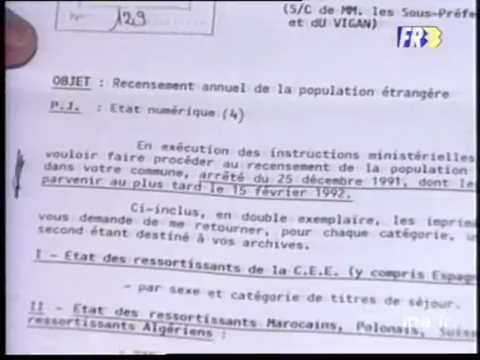 N° 129
(S/C de MM. les Sous-Préfe
et dU VIGAN)
FR3
OBJET : Recensement annuel de la population étrangère
P.J. : Etat numérique (4)
En exécution des instructions ministérielles
vouloir faire procéder au recensement de la population
dans votre commune, arrêté du 25 décembre 1991, dont le
parvenir au plus tard le 15 février 1992.
Ci-inclus, en double exemplaire, les imprim
vous demande de me retourner, pour chaque catégorie, u
second étant destiné à vos archives.
I - Etat des ressortissants de la C.E.E. (y compris Espag
- par sexe et catégorie de titres de séjour.
II - Etat des ressortissants Marocains, Polonais, Suis
ressortissants Algériens :
ina.fr